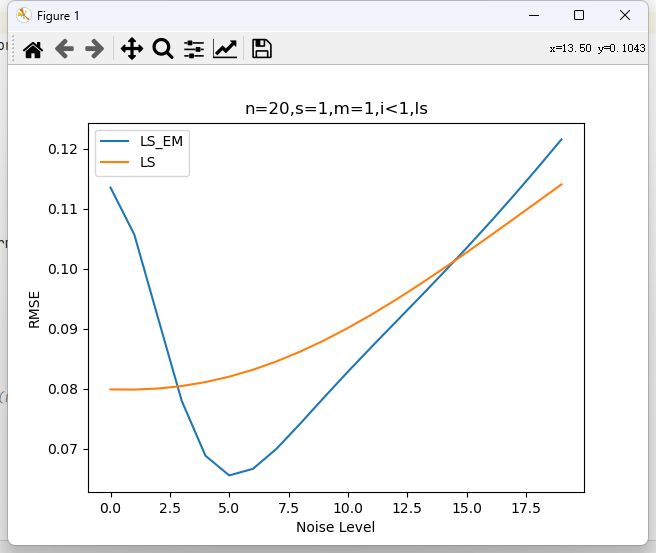 Figure 1
x=13.50 y=0.1043
n=20,s=1,m=1,i<1,ls
LS_EM
LS
0.12
0.11
0.10
0.09
0.08
0.07
RMSE
0.0 2.5 5.0 7.5 10.0 12.5 15.0 17.5
Noise Level